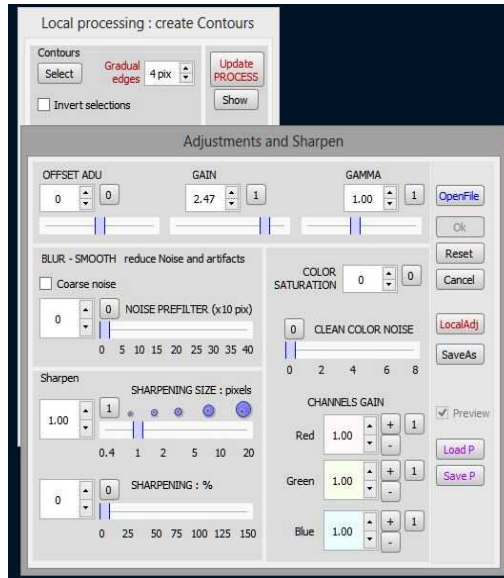 Local processing : create Contours
Contours
Select
Gradual edges
4 pix
Update PROCESS
Invert selections
Show
Adjustments and Sharpen
OFFSET ADU
0
0
GAIN
2.47
1
GAMMA
1.00
1
OpenFile
Ok
Reset
Cancel
LocalAdj
SaveAs
Preview
Load P
Save P
BLUR - SMOOTH reduce Noise and artifacts
Coarse noise
0
0
NOISE PREFILTER (x10 pix)
0 5 10 15 20 25 30 35 40
COLOR SATURATION
0
0
0
CLEAN COLOR NOISE
0 2 4 6 8
Sharpen
SHARPENING SIZE : pixels
1.00
1
0.4 1 2 5 10 20
0
0
SHARPENING : %
0 25 50 75 100 125 150
CHANNELS GAIN
Red 1.00 + - 1
Green 1.00 + - 1
Blue 1.00 + - 1